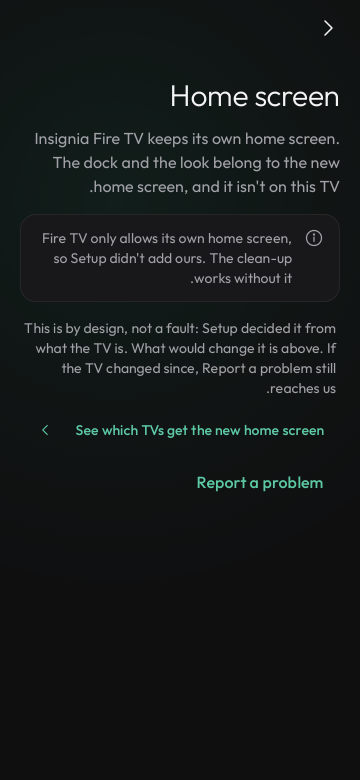 Home screen
Insignia Fire TV keeps its own home screen.
The dock and the look belong to the new
home screen, and it isn't on this TV.
Fire TV only allows its own home screen,
so Setup didn't add ours. The clean-up
works without it.
This is by design, not a fault: Setup decided it from
what the TV is. What would change it is above. If
the TV changed since, Report a problem still
reaches us.
See which TVs get the new home screen
Report a problem